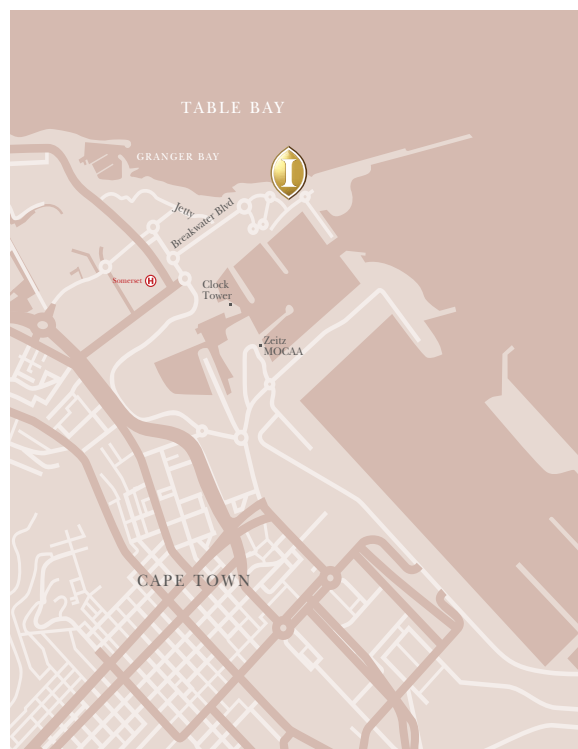 TABLE BAY
GRANGER BAY
I
Jetty
Breakwater Blvd
Somerset H
Clock
Tower
Zeitz
MOCAA
CAPE TOWN